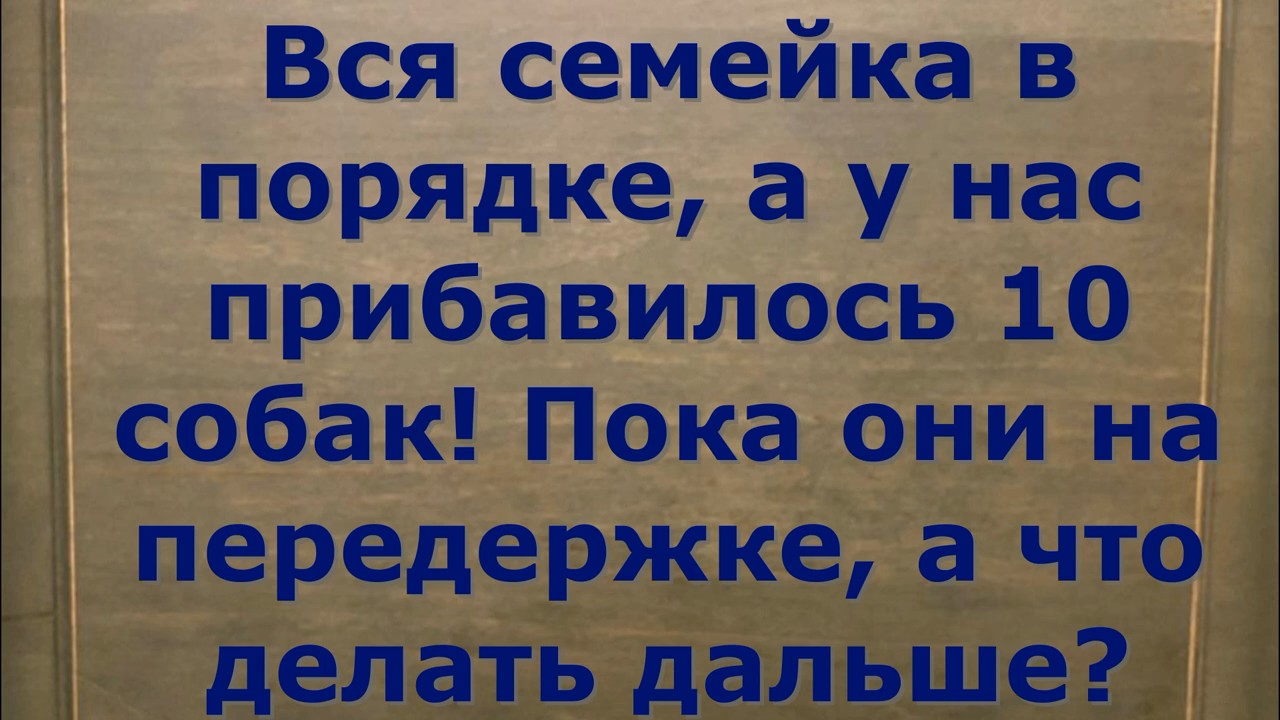 Вся семейка в
порядке, а у нас
прибавилось 10
собак! Пока они на
передержке, а что
делать дальше?